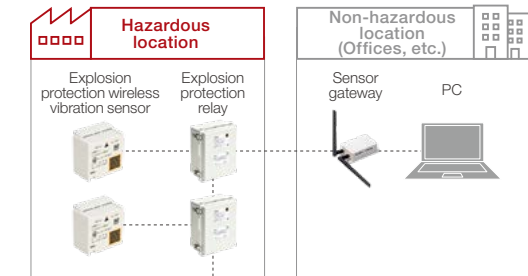 Hazardous
location
Non-hazardous
location
(Offices, etc.)
Explosion
protection wireless
vibration sensor
Explosion
protection
relay
Sensor
gateway
PC